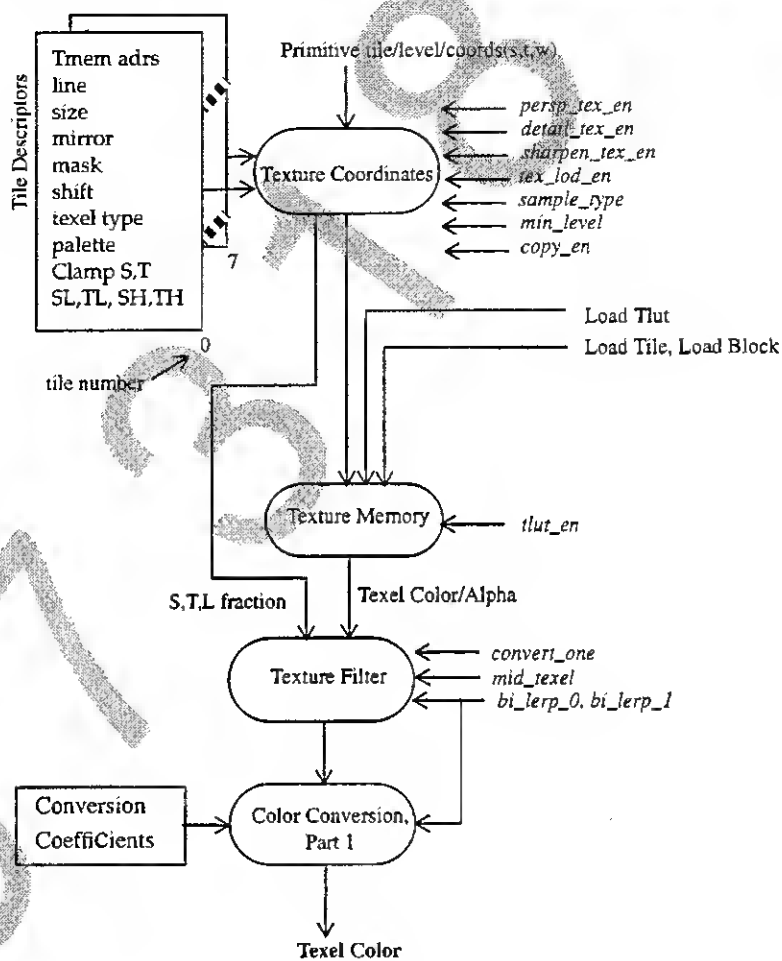 Primitive tile/level/coords(s,t,w)
Tile Descriptors
Tmem adrs
line
size
mirror
mask
shift
texel type
palette
Clamp S,T
SL,TL, SH,TH
7
0
tile number
Texture Coordinates
persp_tex_en
detail_tex_en
sharpen_tex_en
tex_lod_en
sample_type
min_level
copy_en
Load Tlut
Load Tile, Load Block
Texture Memory
tlut_en
S,T,L fraction
Texel Color/Alpha
Texture Filter
convert_one
mid_texel
bi_lerp_0, bi_lerp_1
Conversion
CoeffiCients
Color Conversion,
Part 1
Texel Color